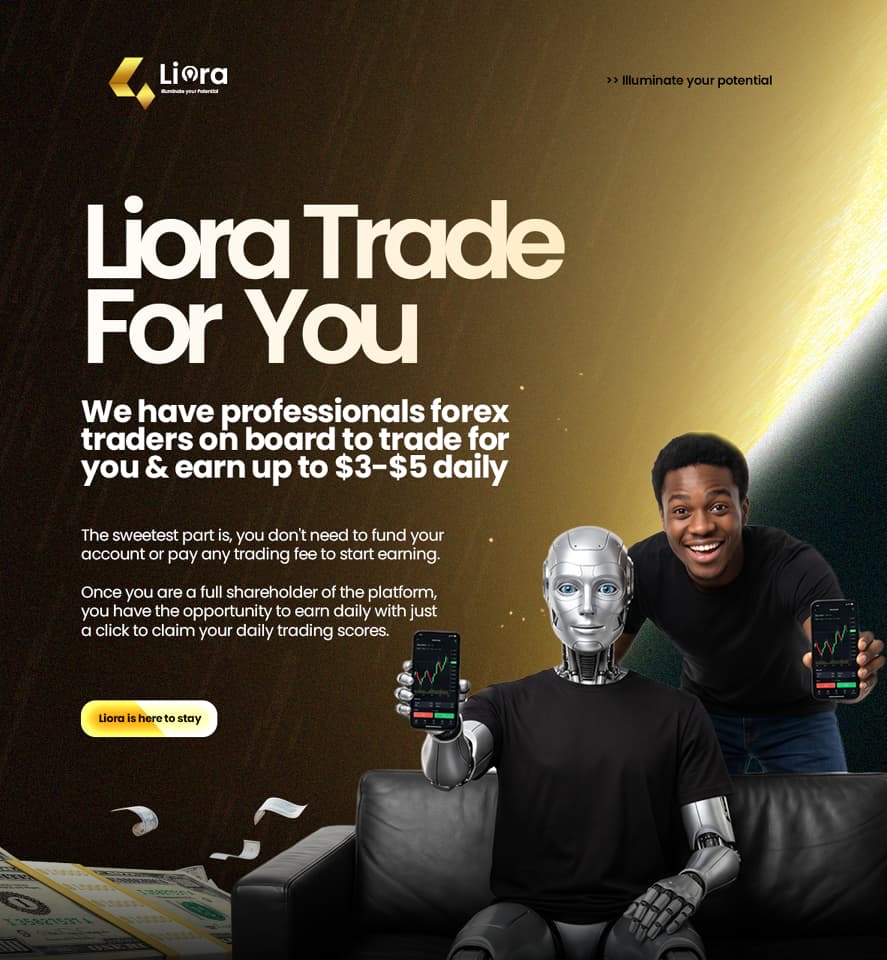 Liora
Illuminate your Potential
>> Illuminate your potential
Liora Trade
For You
We have professionals forex
traders on board to trade for
you & earn up to $3-$5 daily
The sweetest part is, you don't need to fund your
account or pay any trading fee to start earning.
Once you are a full shareholder of the platform,
you have the opportunity to earn daily with just
a click to claim your daily trading scores.
Liora is here to stay